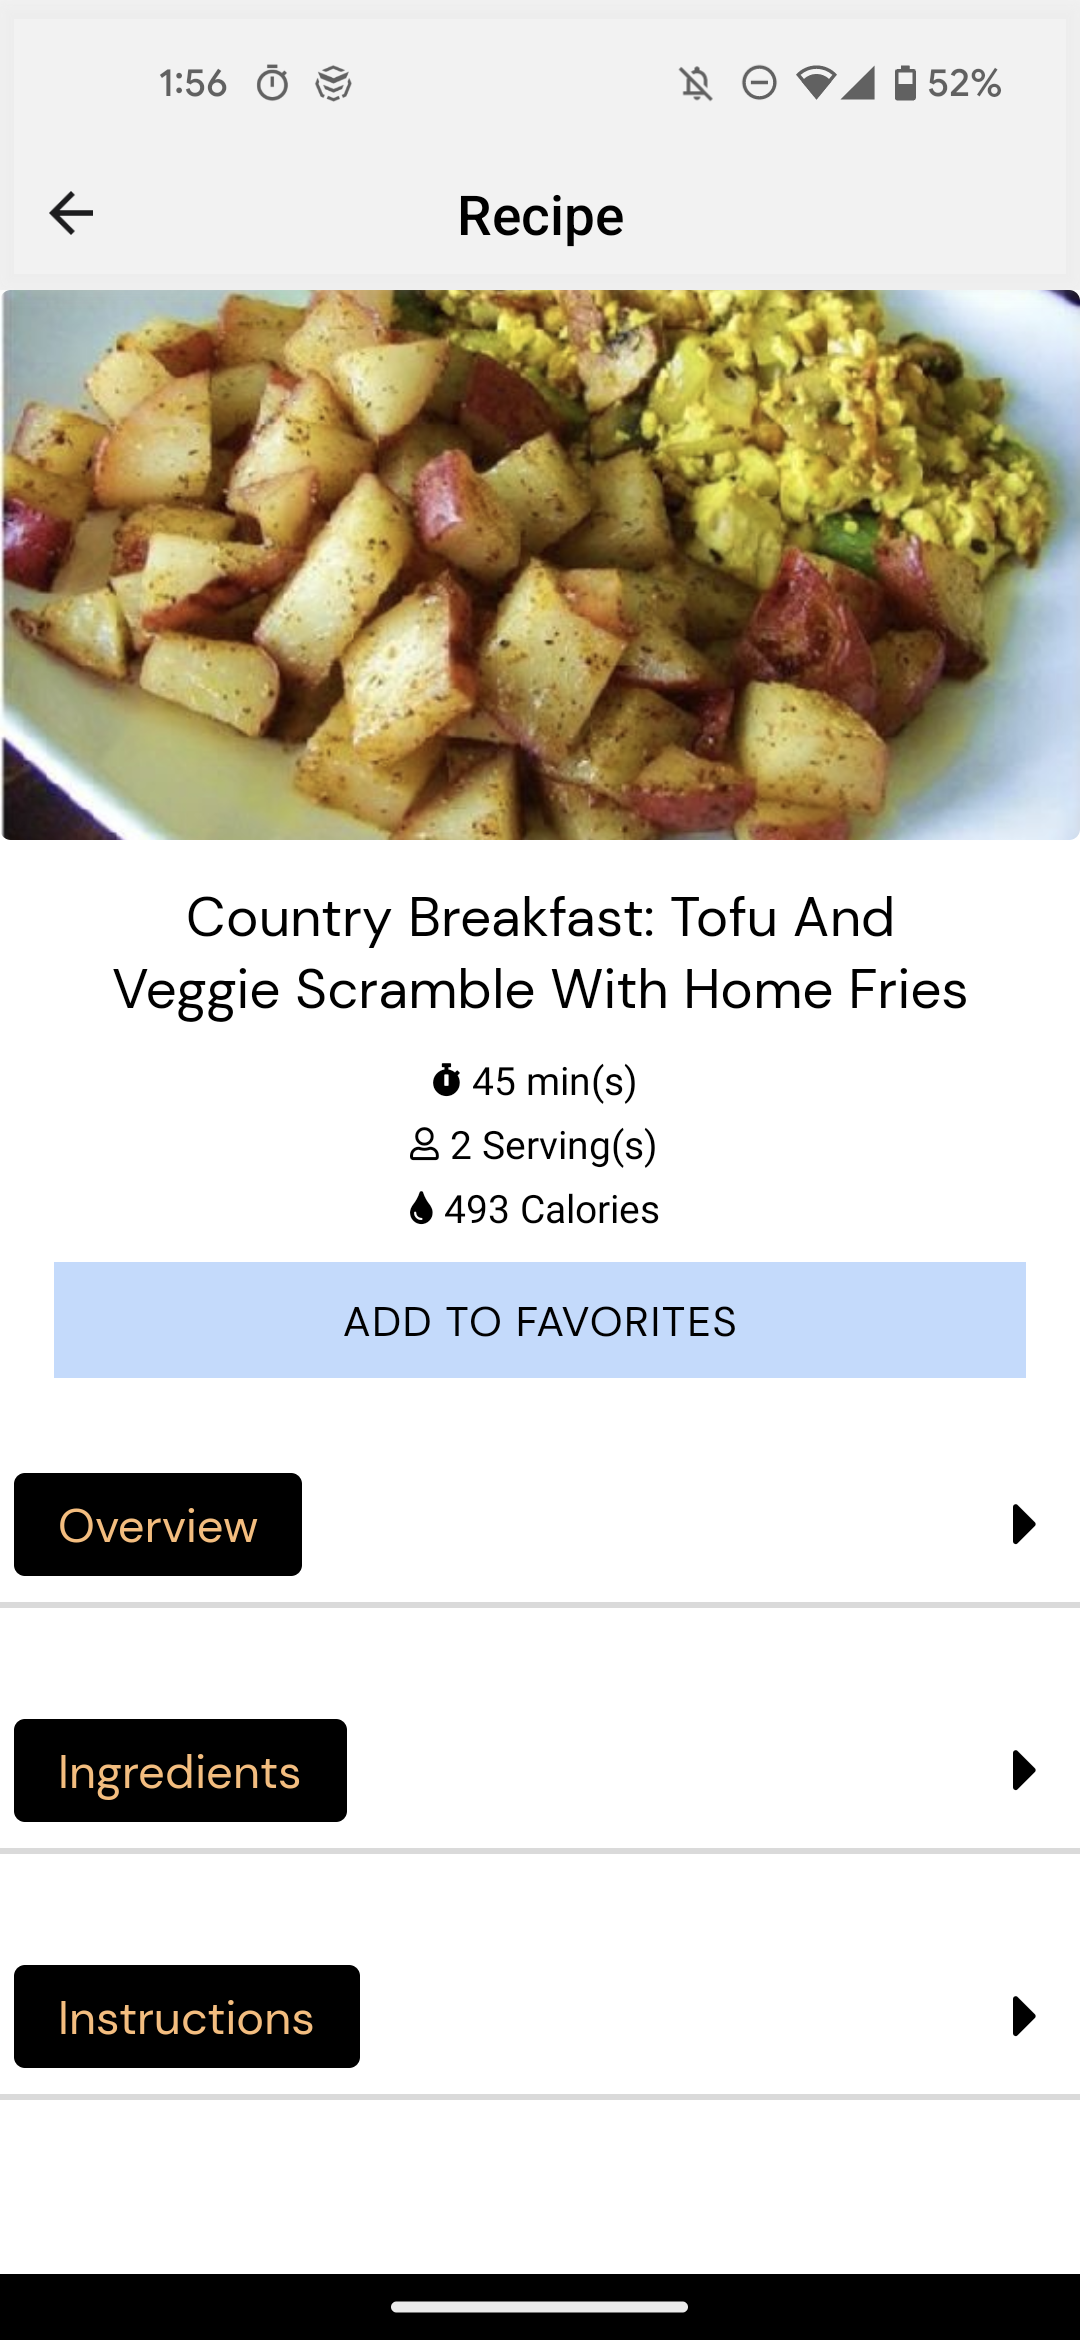 1:56 52%
Recipe
Country Breakfast: Tofu And
Veggie Scramble With Home Fries
45 min(s)
2 Serving(s)
493 Calories
ADD TO FAVORITES
Overview
Ingredients
Instructions